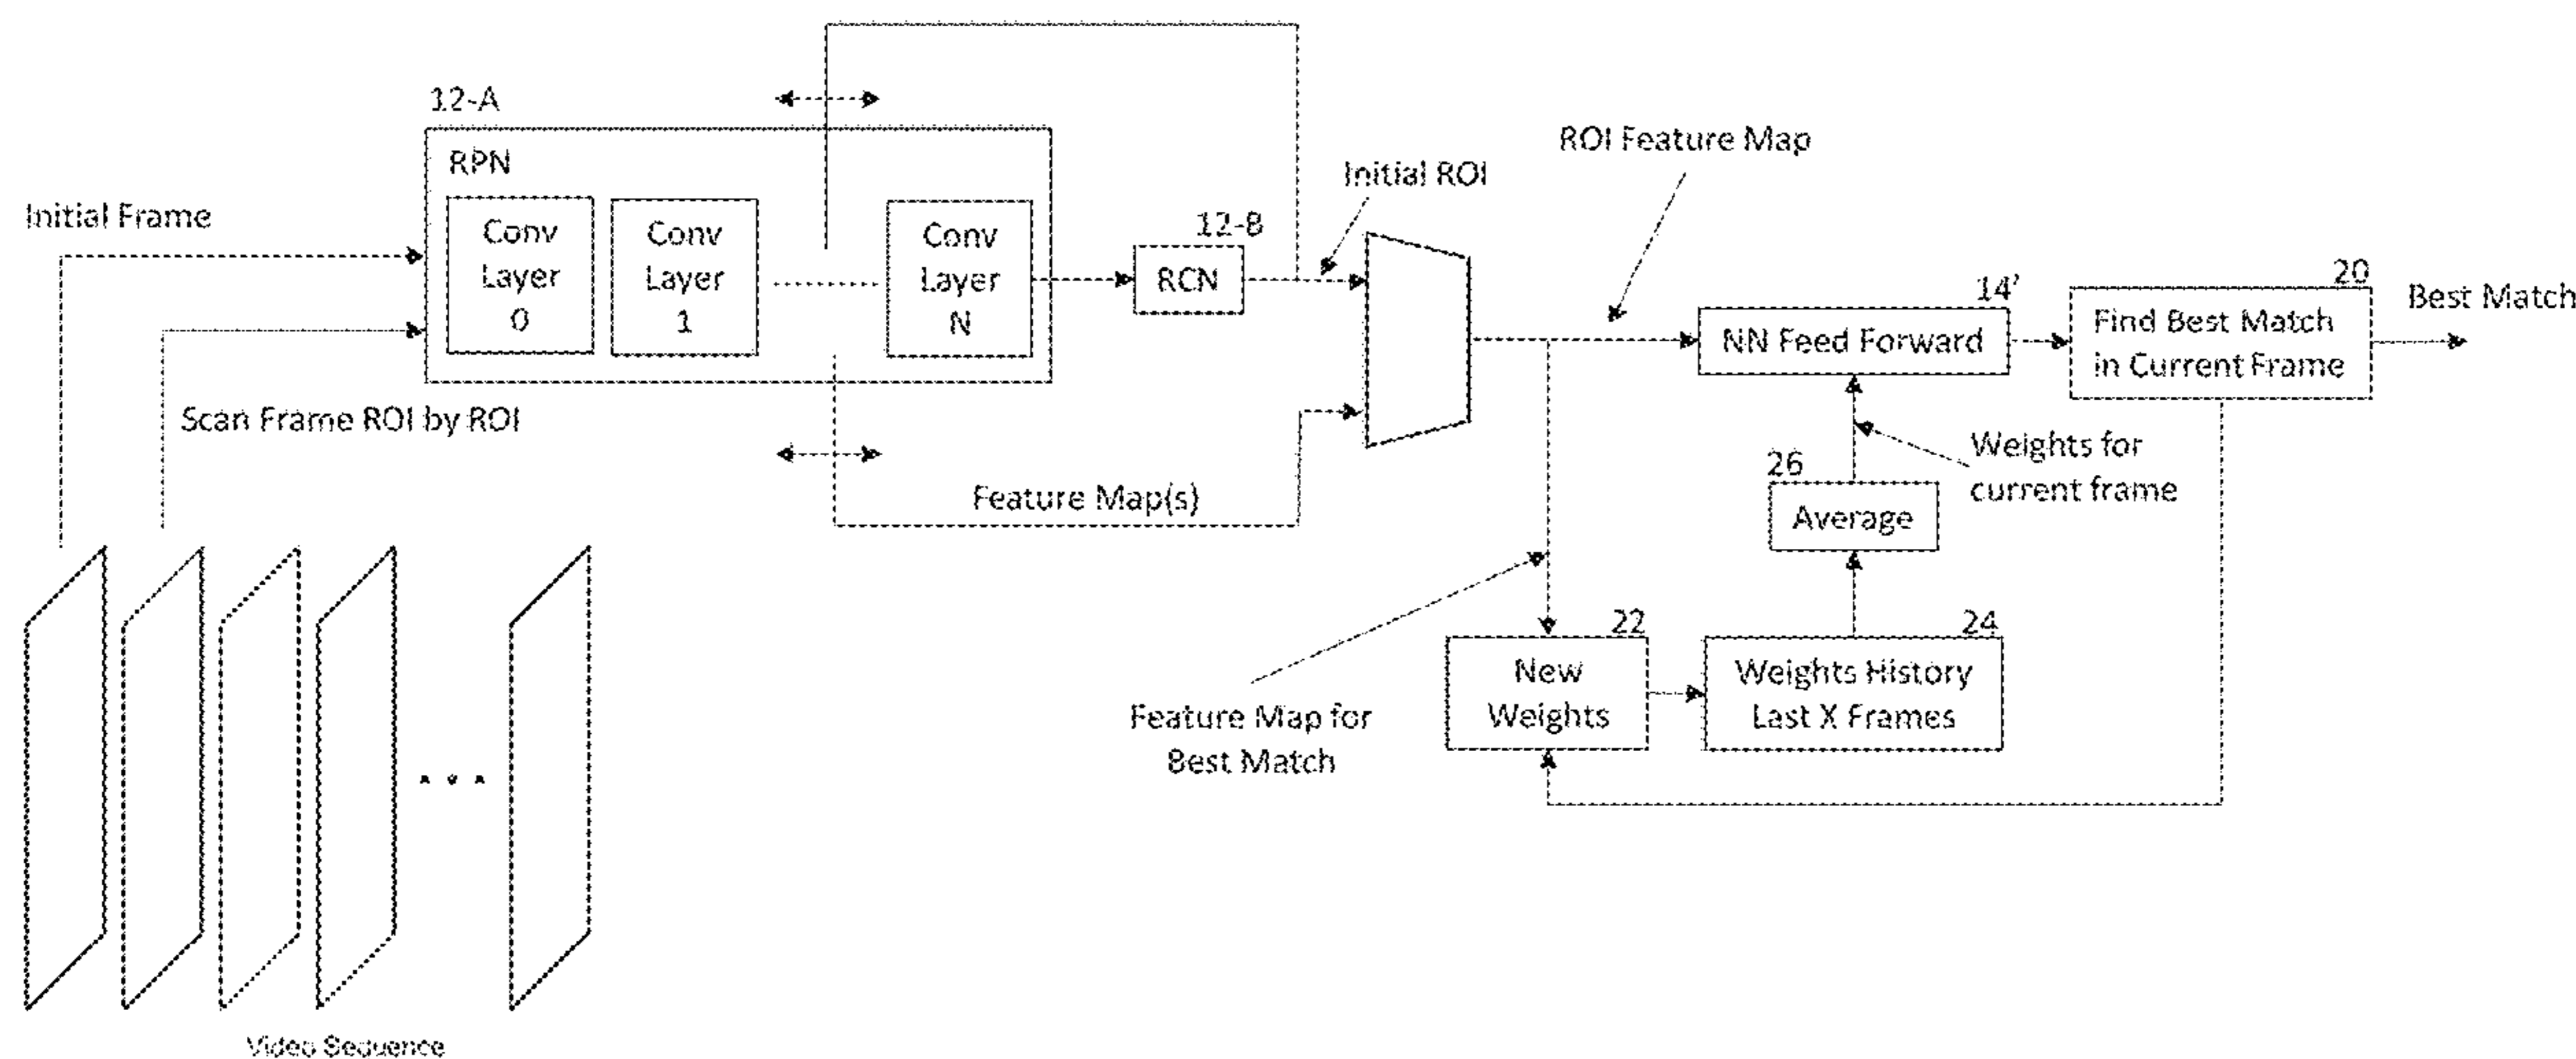 12-A
RPN
Initial Frame
Conv
Layer
0
Conv
Layer
1
Conv
Layer
N
12-B
RCN
Initial ROI
ROI Feature Map
14'
NN Feed Forward
20
Find Best Match
in Current Frame
Best Match
Scan Frame ROI by ROI
Feature Map(s)
Weights for
current frame
26
Average
22
New
Weights
24
Weights History
Last X Frames
Feature Map for
Best Match
Video Sequence